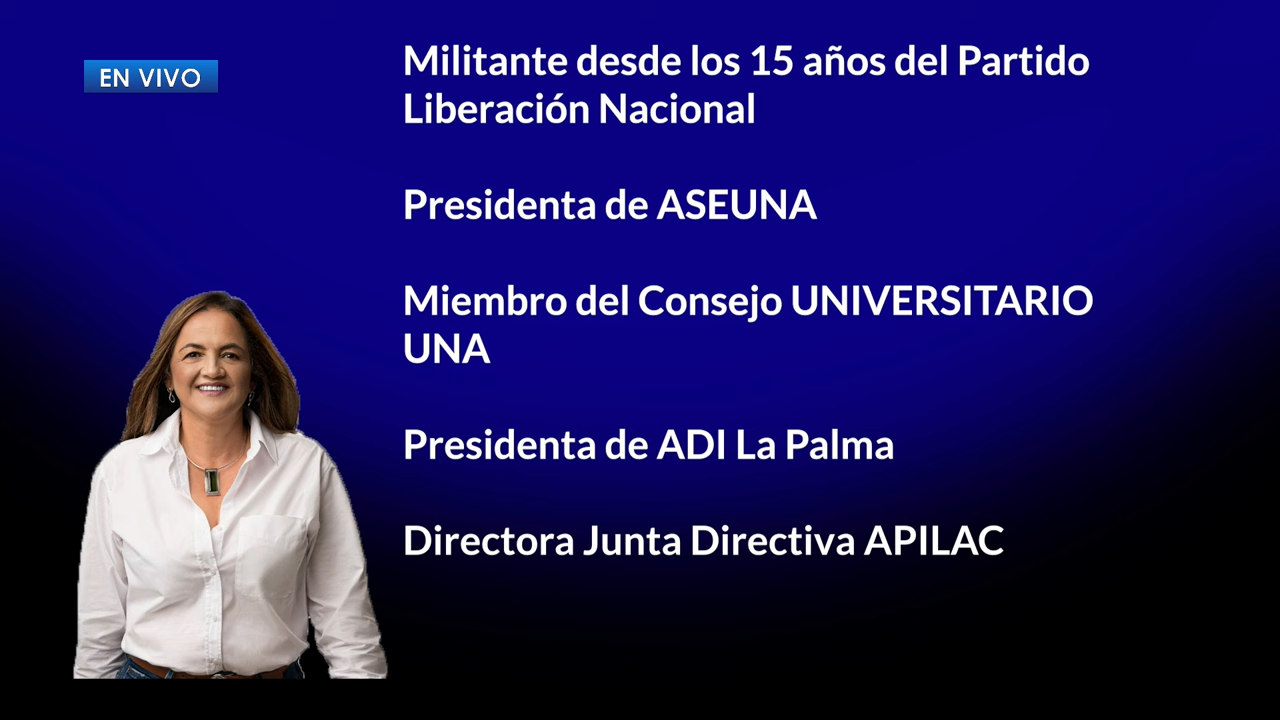 EN VIVO
Militante desde los 15 años del Partido
Liberación Nacional
Presidenta de ASEUNA
Miembro del Consejo UNIVERSITARIO
UNA
Presidenta de ADI La Palma
Directora Junta Directiva APILAC